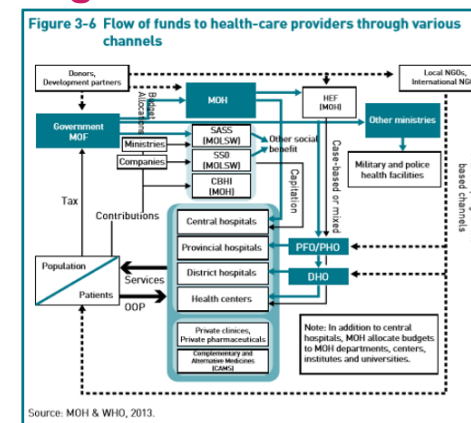 Figure 3-6 Flow of funds to health-care providers through various
channels
Donors,
Development partners
Local NGOs,
International NG
Budget
Allocations
MOH
HEF
(MOH)
Government
MOF
Other ministries
Ministries
SASS
(MOLSW)
Other social
benefit
Companies
SSO
(MOLSW)
CBHI
(MOH)
Military and police
health facilities
Capitation
Case-based or mixed
based channels
Tax
Contributions
Central hospitals
Provincial hospitals
PFO/PHO
District hospitals
DHO
Health centers
Population
Patients
Services
OOP
Private clinices,
Private pharmaceuticals
Complementary and
Alternative Medicines
(CAMS)
Note: In addition to central
hospitals, MOH allocate budgets
to MOH departments, centers,
institutes and universities.
Source: MOH & WHO, 2013.